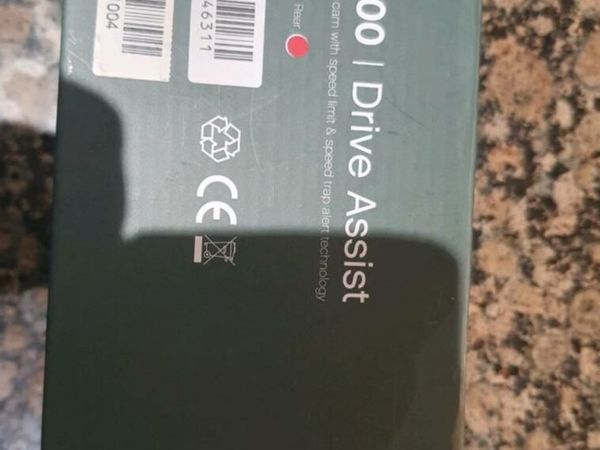 00 | Drive Assist
cam with speed limit & speed trap alert technology
Rear
46311
004
CE